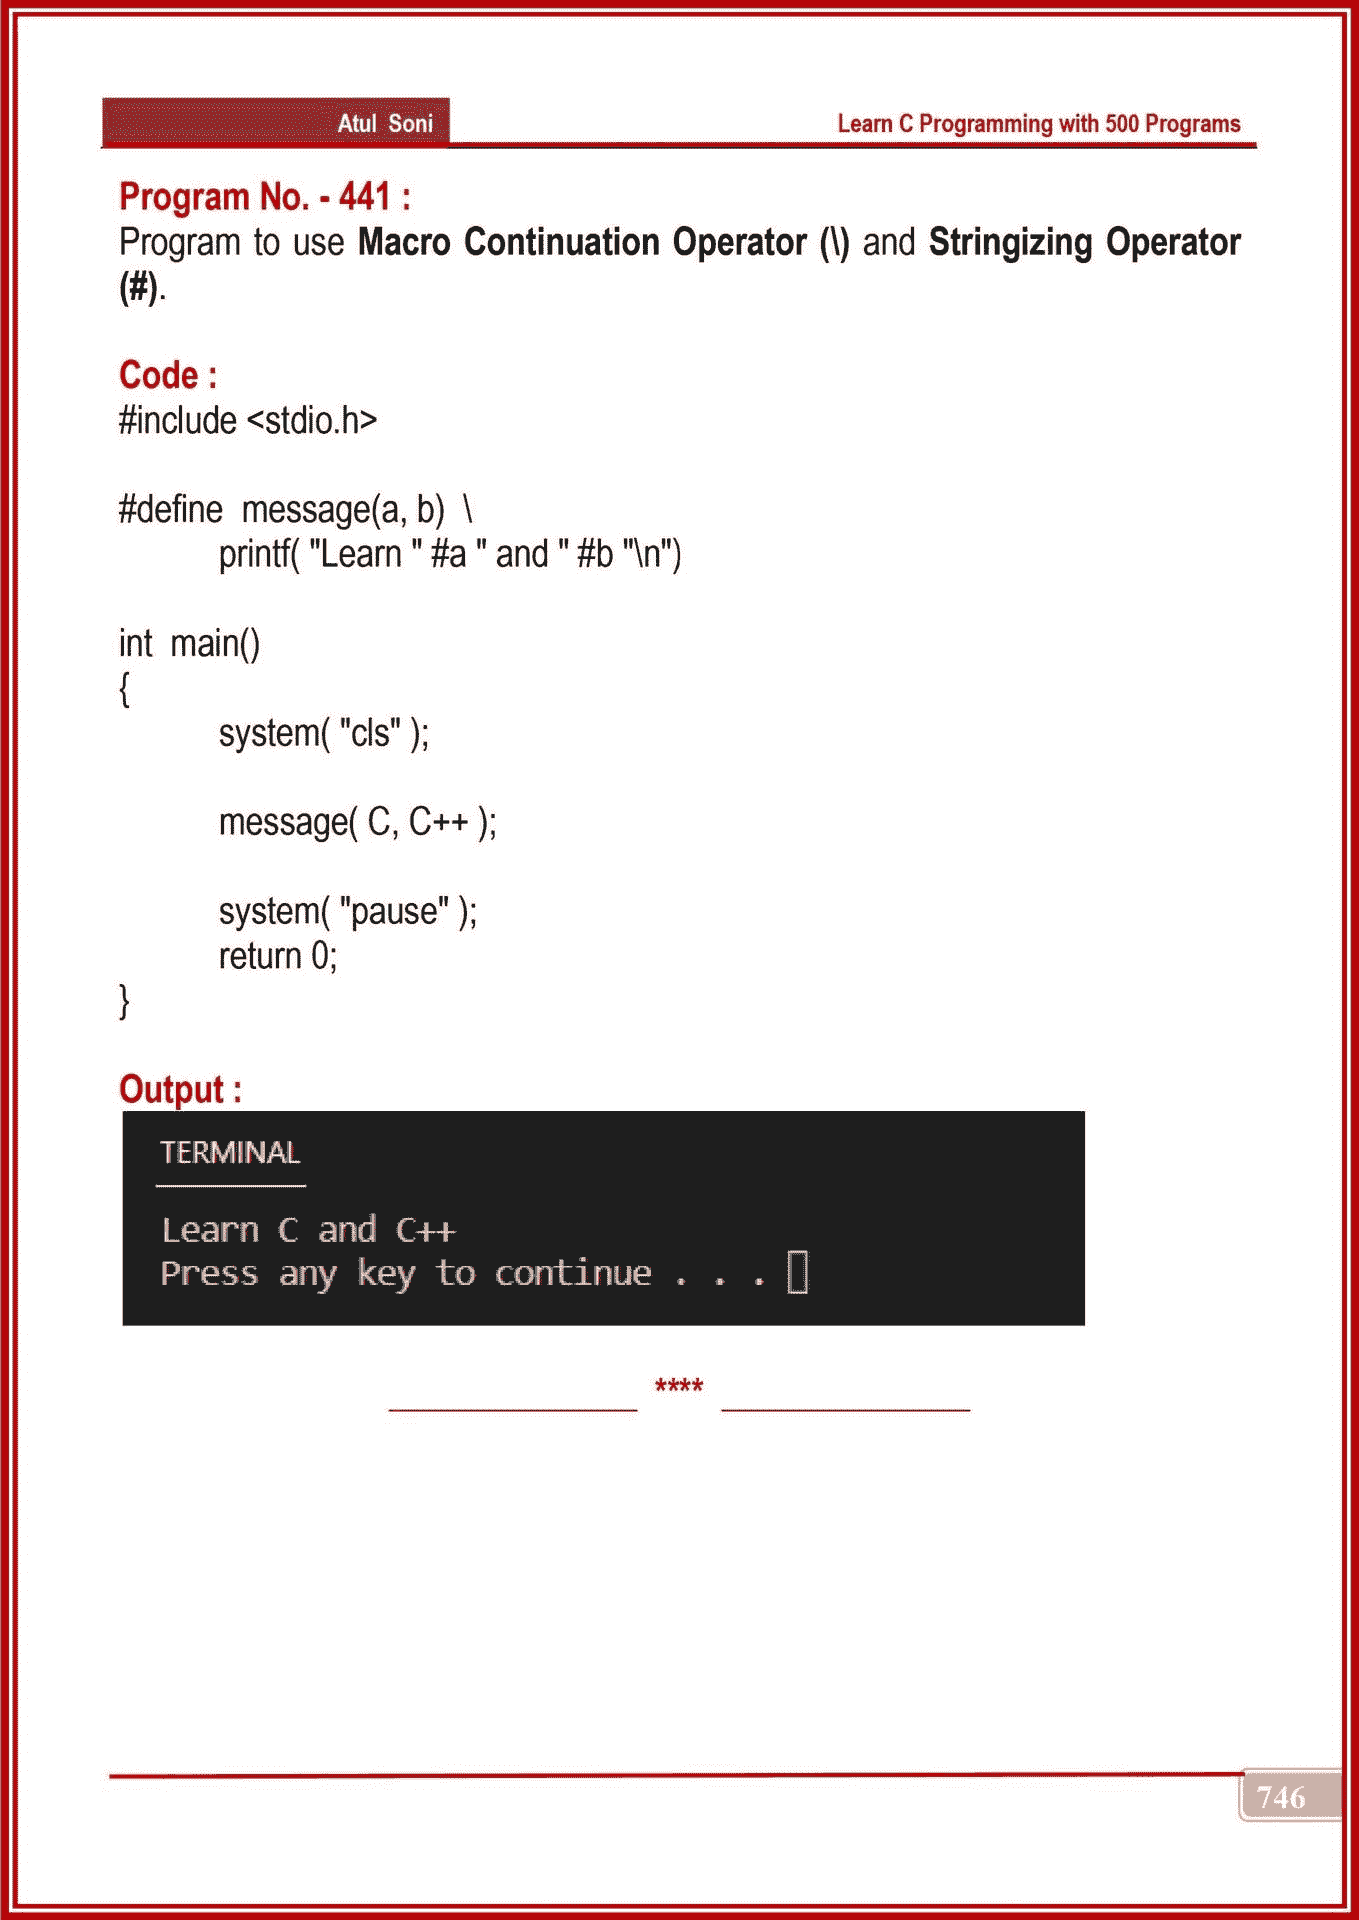 Atul Soni
Learn C Programming with 500 Programs
Program No. - 441 :
Program to use Macro Continuation Operator (\) and Stringizing Operator
(#).
Code :
#include <stdio.h>
#define message(a, b) \
printf( "Learn " #a " and " #b "\n")
int main()
{
system( "cls" );
message( C, C++ );
system( "pause" );
return 0;
}
Output :
TERMINAL
Learn C and C++
Press any key to continue . . .
****
746